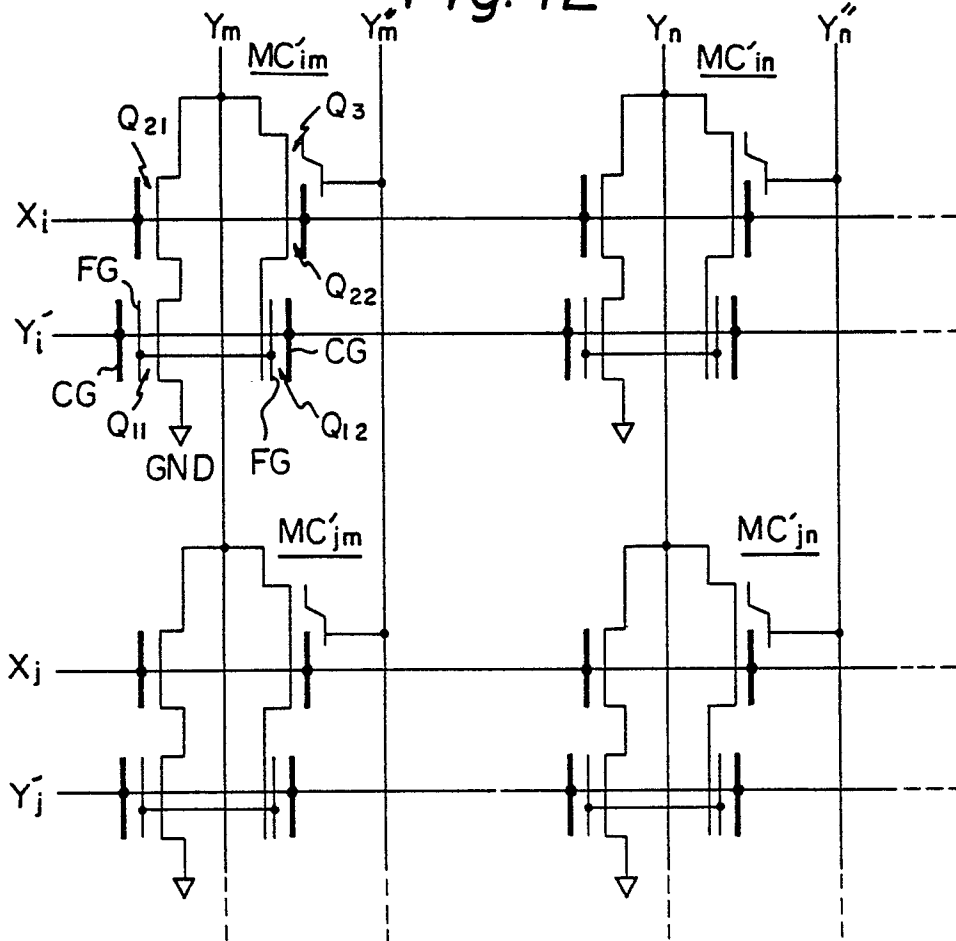 Fig. 12
Ym Ym" Yn Yn"
MC'im MC'in
Q3
Q21
Xi
FG Q22
Yi'
CG
CG
Q11 Q12
GND FG
MC'jm MC'jn
Xj
Yj'